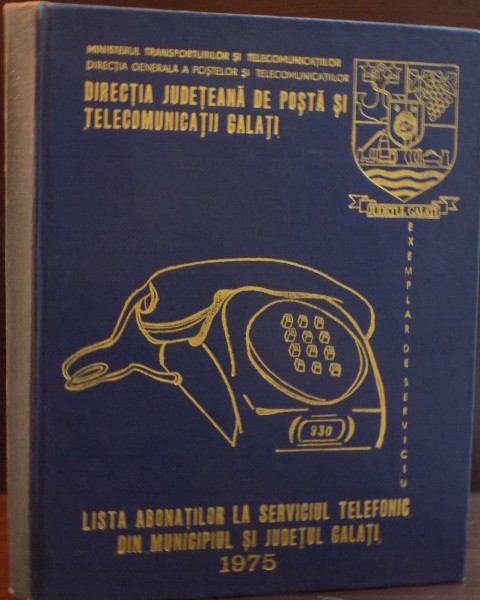 MINISTERUL TRANSPORTURILOR ȘI TELECOMUNICAȚIILOR
DIRECȚIA GENERALĂ A POȘTELOR ȘI TELECOMUNICAȚIILOR
DIRECȚIA JUDEȚEANĂ DE POȘTĂ ȘI
TELECOMUNICAȚII GALAȚI
JUDEȚUL GALAȚI
EXEMPLAR DE SERVICIU
930
LISTA ABONAȚILOR LA SERVICIUL TELEFONIC
DIN MUNICIPIUL ȘI JUDEȚUL GALAȚI
1975